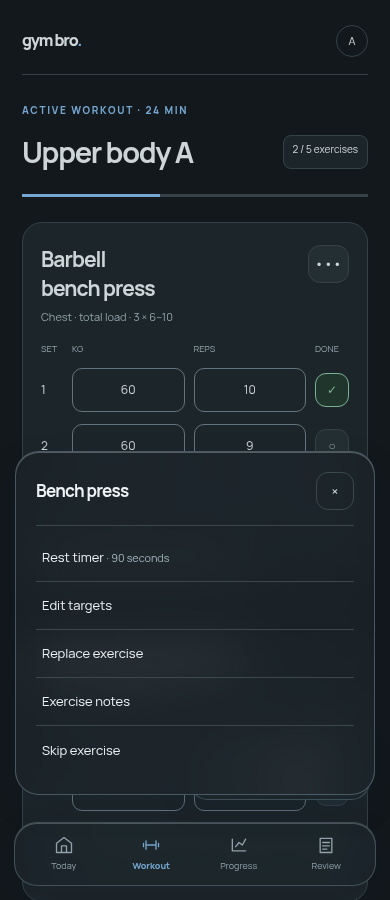 gym bro.
A
ACTIVE WORKOUT · 24 MIN
Upper body A
2 / 5 exercises
Barbell
bench press
Chest · total load · 3 × 6–10
SET KG REPS DONE
1 60 10 ✓
2 60 9
Bench press ×
Rest timer · 90 seconds
Edit targets
Replace exercise
Exercise notes
Skip exercise
Today Workout Progress Review